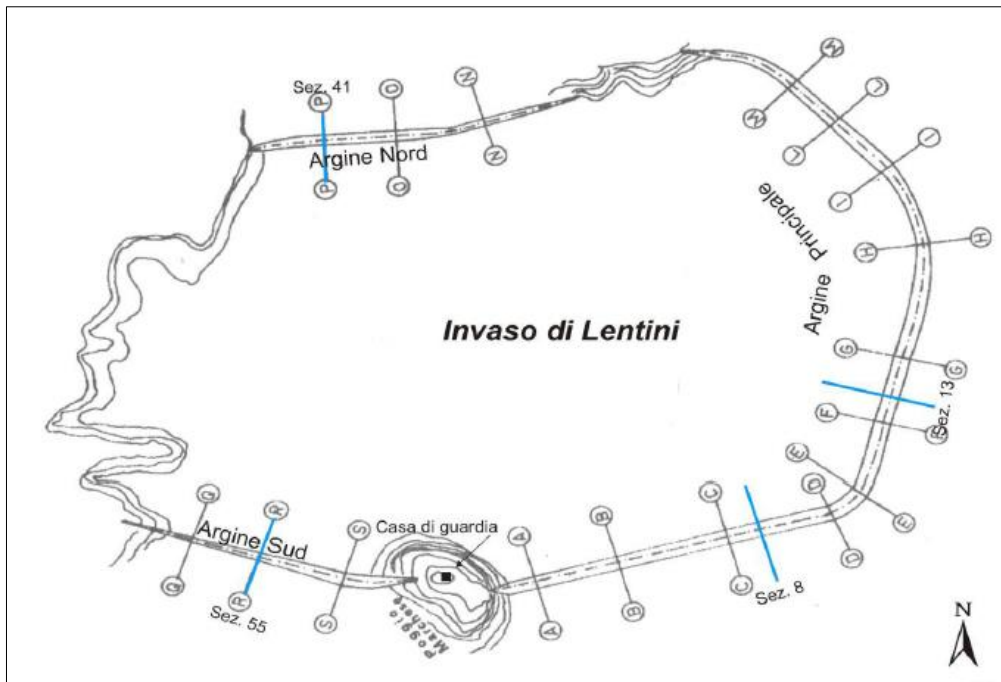 Sez. 41
P
O
N
M
L
I
Argine Nord
P
O
N
M
L
I
Argine Principale
H
H
Invaso di Lentini
G
G
Sez. 13
F
E
E
Q
R
S
Casa di guardia
A
B
C
D
Argine Sud
Q
R
S
Sez. 55
Poggio
Marchese
A
B
C
Sez. 8
D
E
N